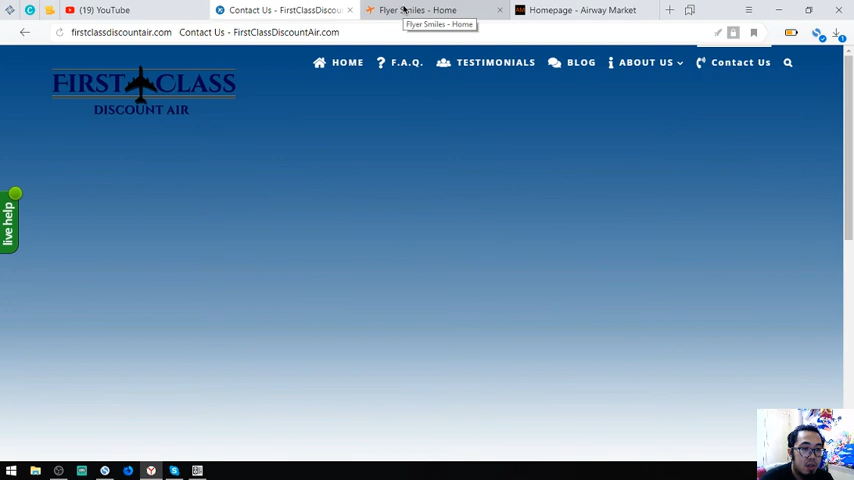 (19) YouTube
Contact Us - FirstClassDiscou
Flyer Smiles - Home
Homepage - Airway Market
Flyer Smiles - Home
firstclassdiscountair.com Contact Us - FirstClassDiscountAir.com
FIRST CLASS
DISCOUNT AIR
HOME
F.A.Q.
TESTIMONIALS
BLOG
ABOUT US
Contact Us
live help